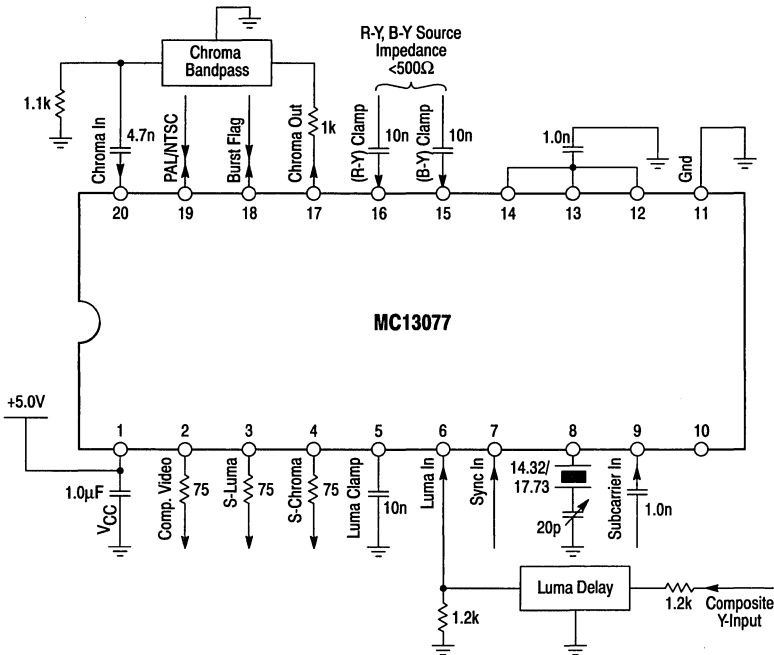 R-Y, B-Y Source
Impedance
<500Ω
Chroma
Bandpass
1.1k
Chroma In
4.7n
PAL/NTSC
Burst Flag
Chroma Out
1k
(R-Y) Clamp
10n
(B-Y) Clamp
10n
1.0n
Gnd
20
19
18
17
16
15
14
13
12
11
MC13077
+5.0V
1
2
3
4
5
6
7
8
9
10
1.0µF
VCC
Comp. Video
75
S-Luma
75
S-Chroma
75
Luma Clamp
10n
Luma In
Sync In
14.32/
17.73
20p
Subcarrier In
1.0n
1.2k
Luma Delay
1.2k
Composite
Y-Input